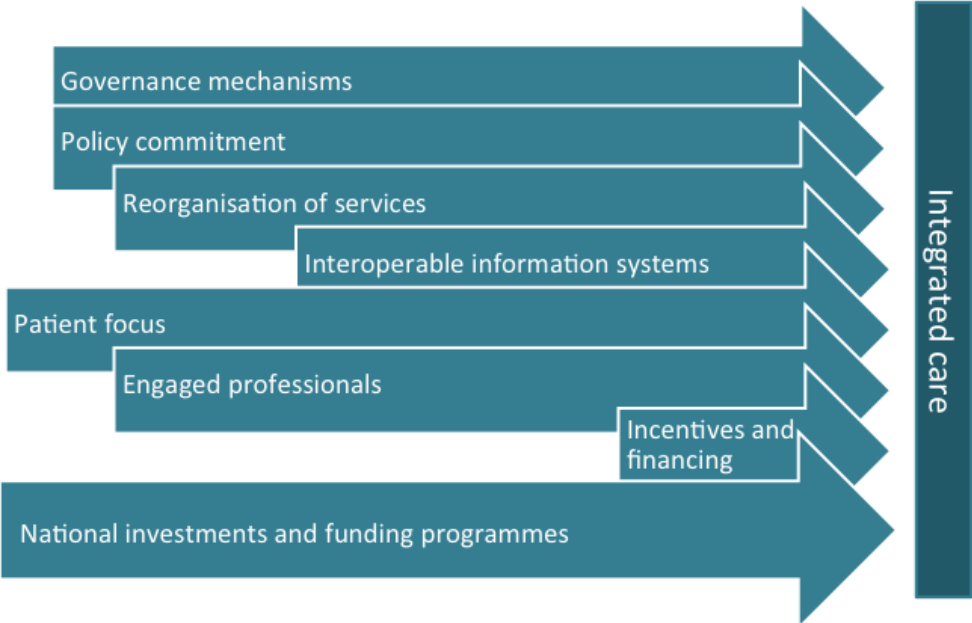 Governance mechanisms
Policy commitment
Reorganisation of services
Interoperable information systems
Patient focus
Engaged professionals
Incentives and
financing
National investments and funding programmes
Integrated care